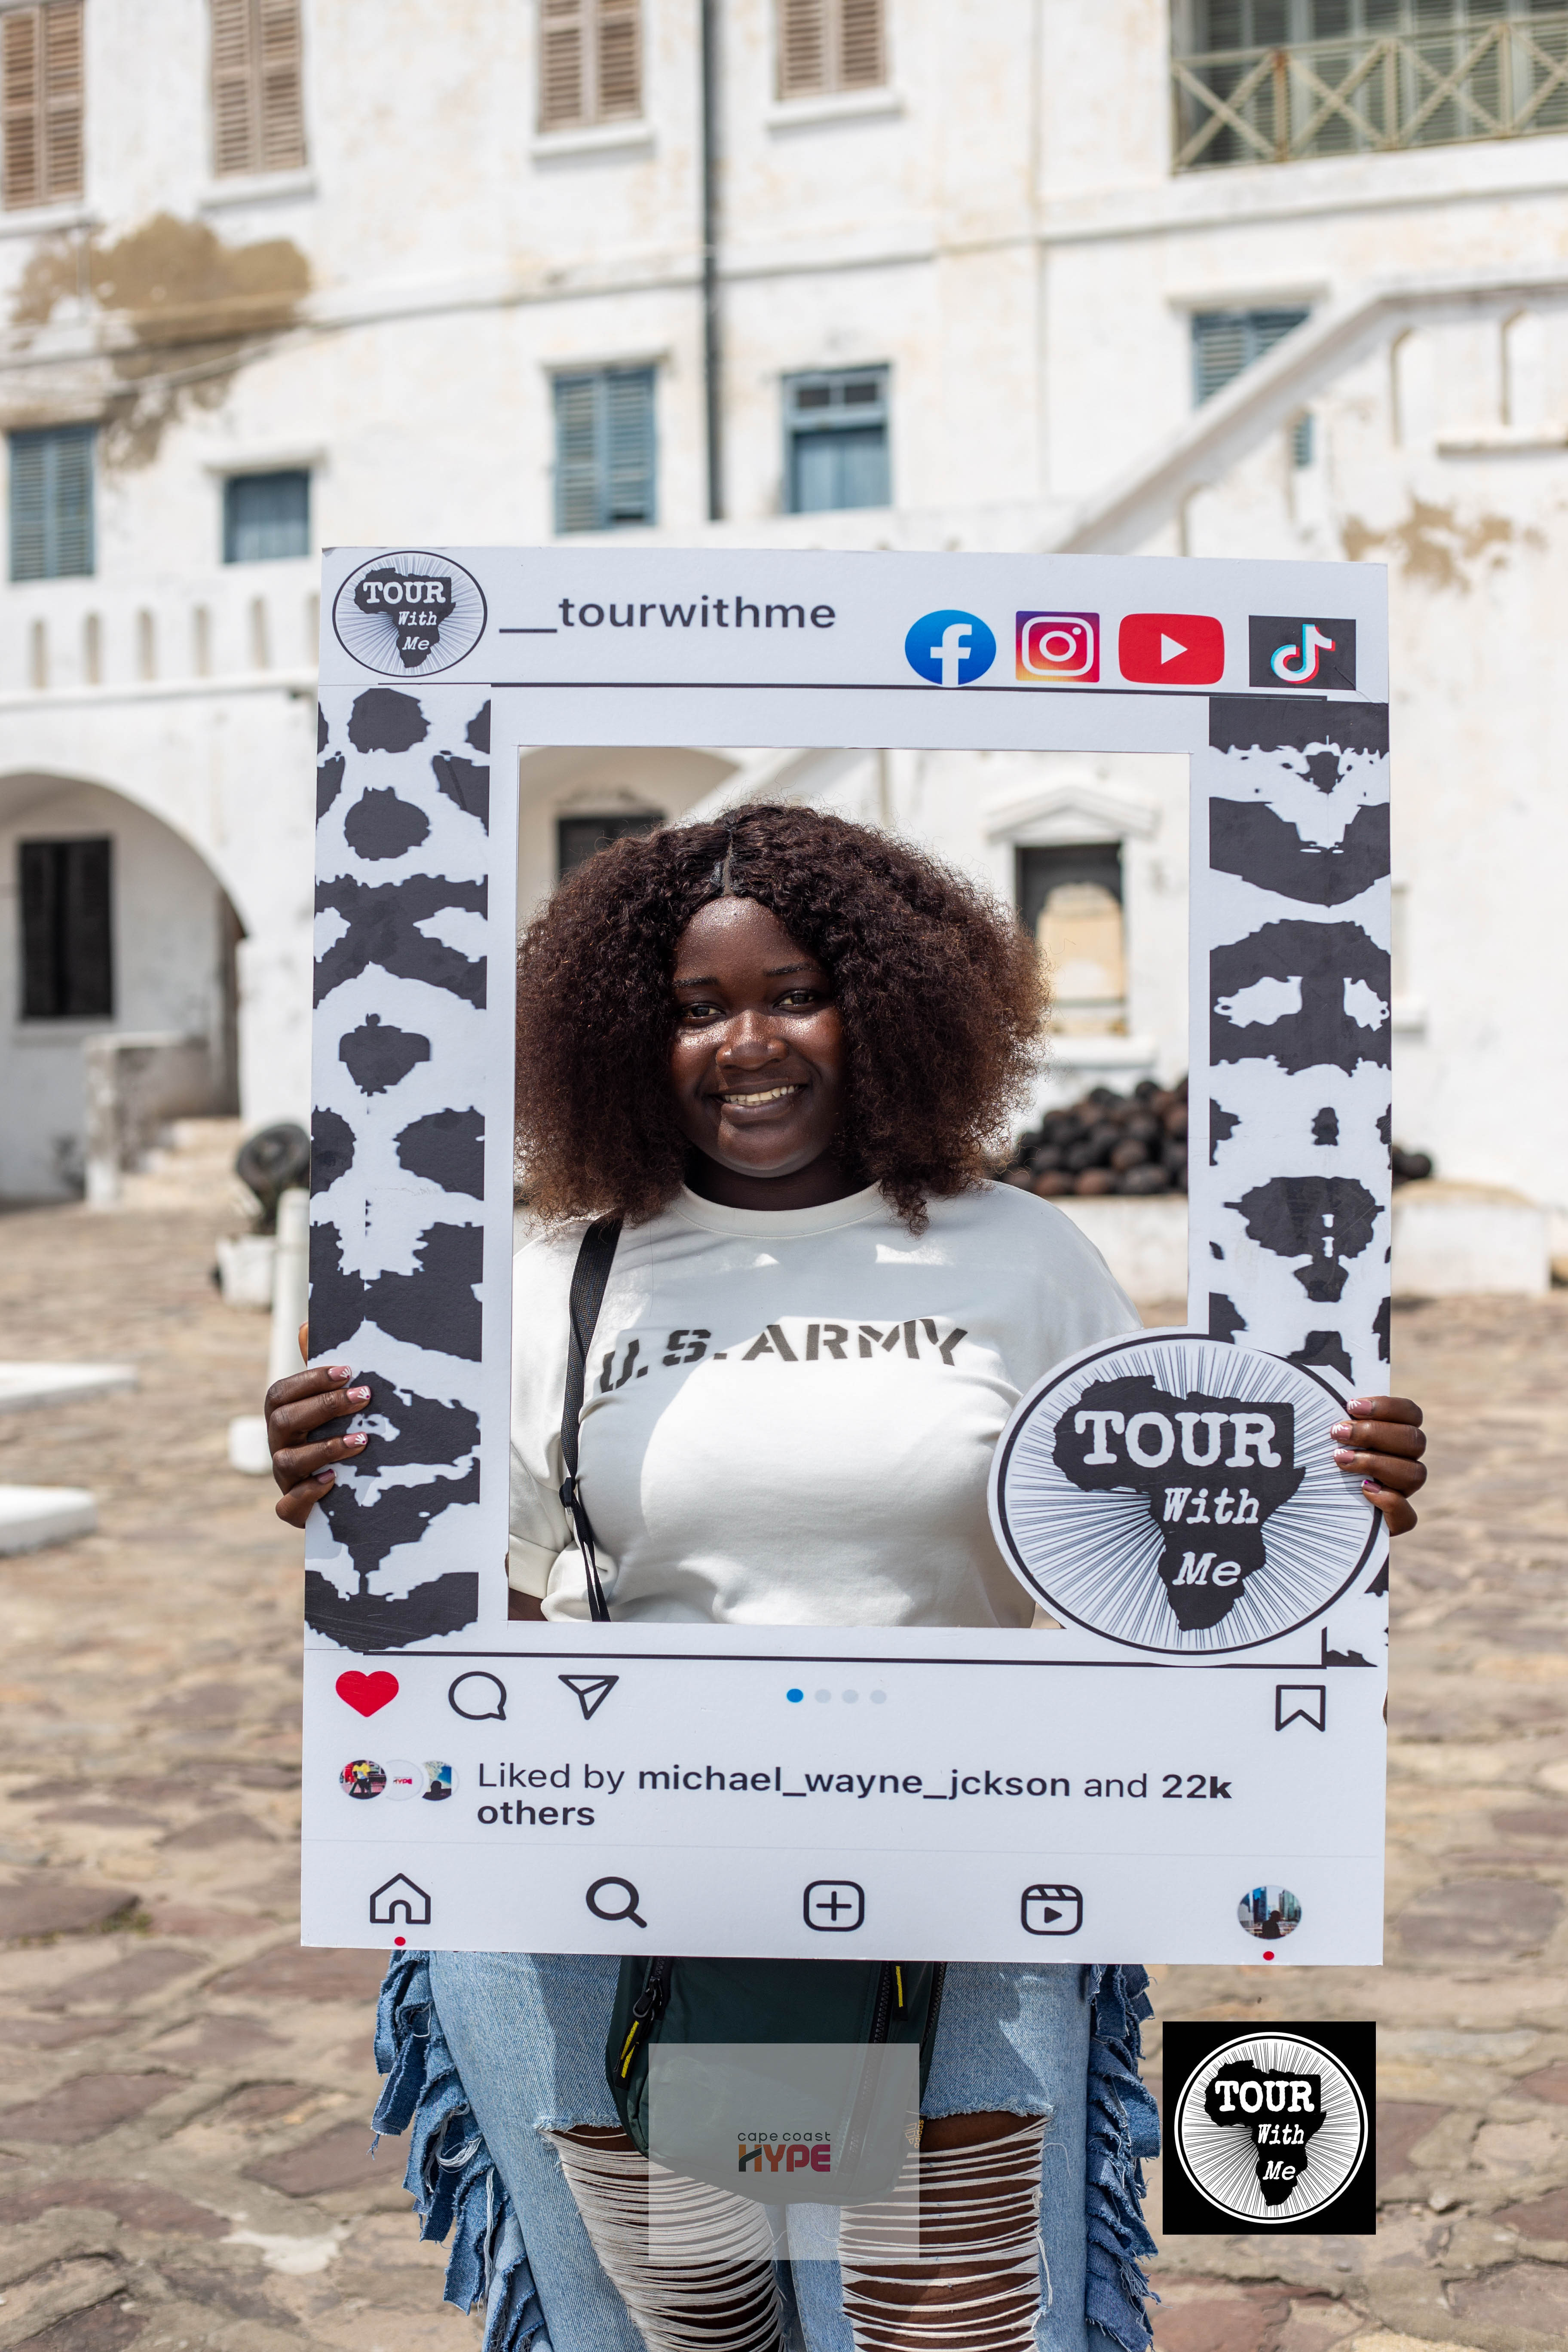 TOUR
With
Me
__tourwithme
U.S. ARMY
TOUR
With
Me
Liked by michael_wayne_jckson and 22k
others
cape coast
HYPE
TOUR
With
Me